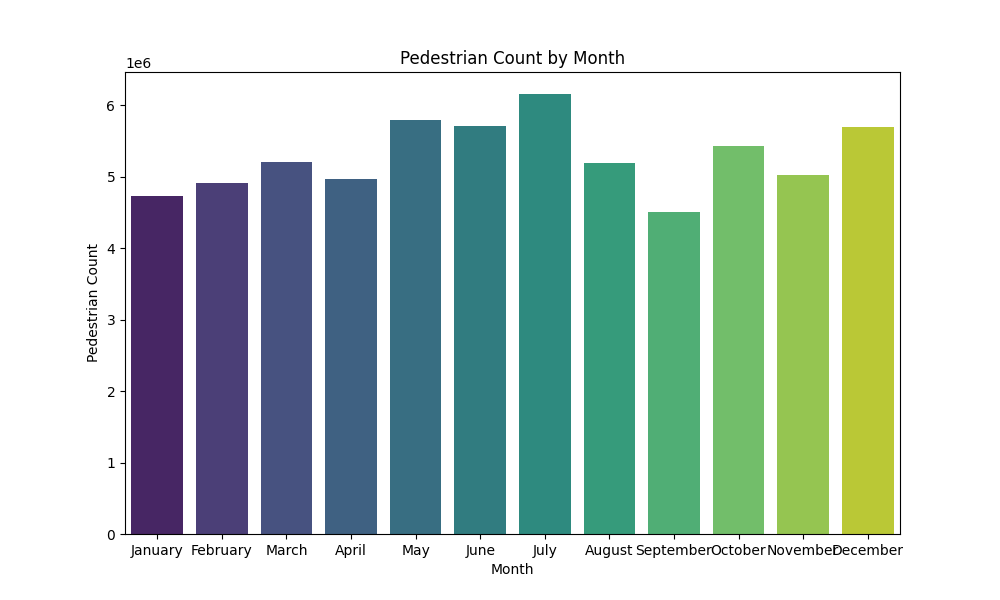 Pedestrian Count by Month
1e6
6
5
4
3
2
1
0
Pedestrian Count
January February March April May June July August September October November December
Month